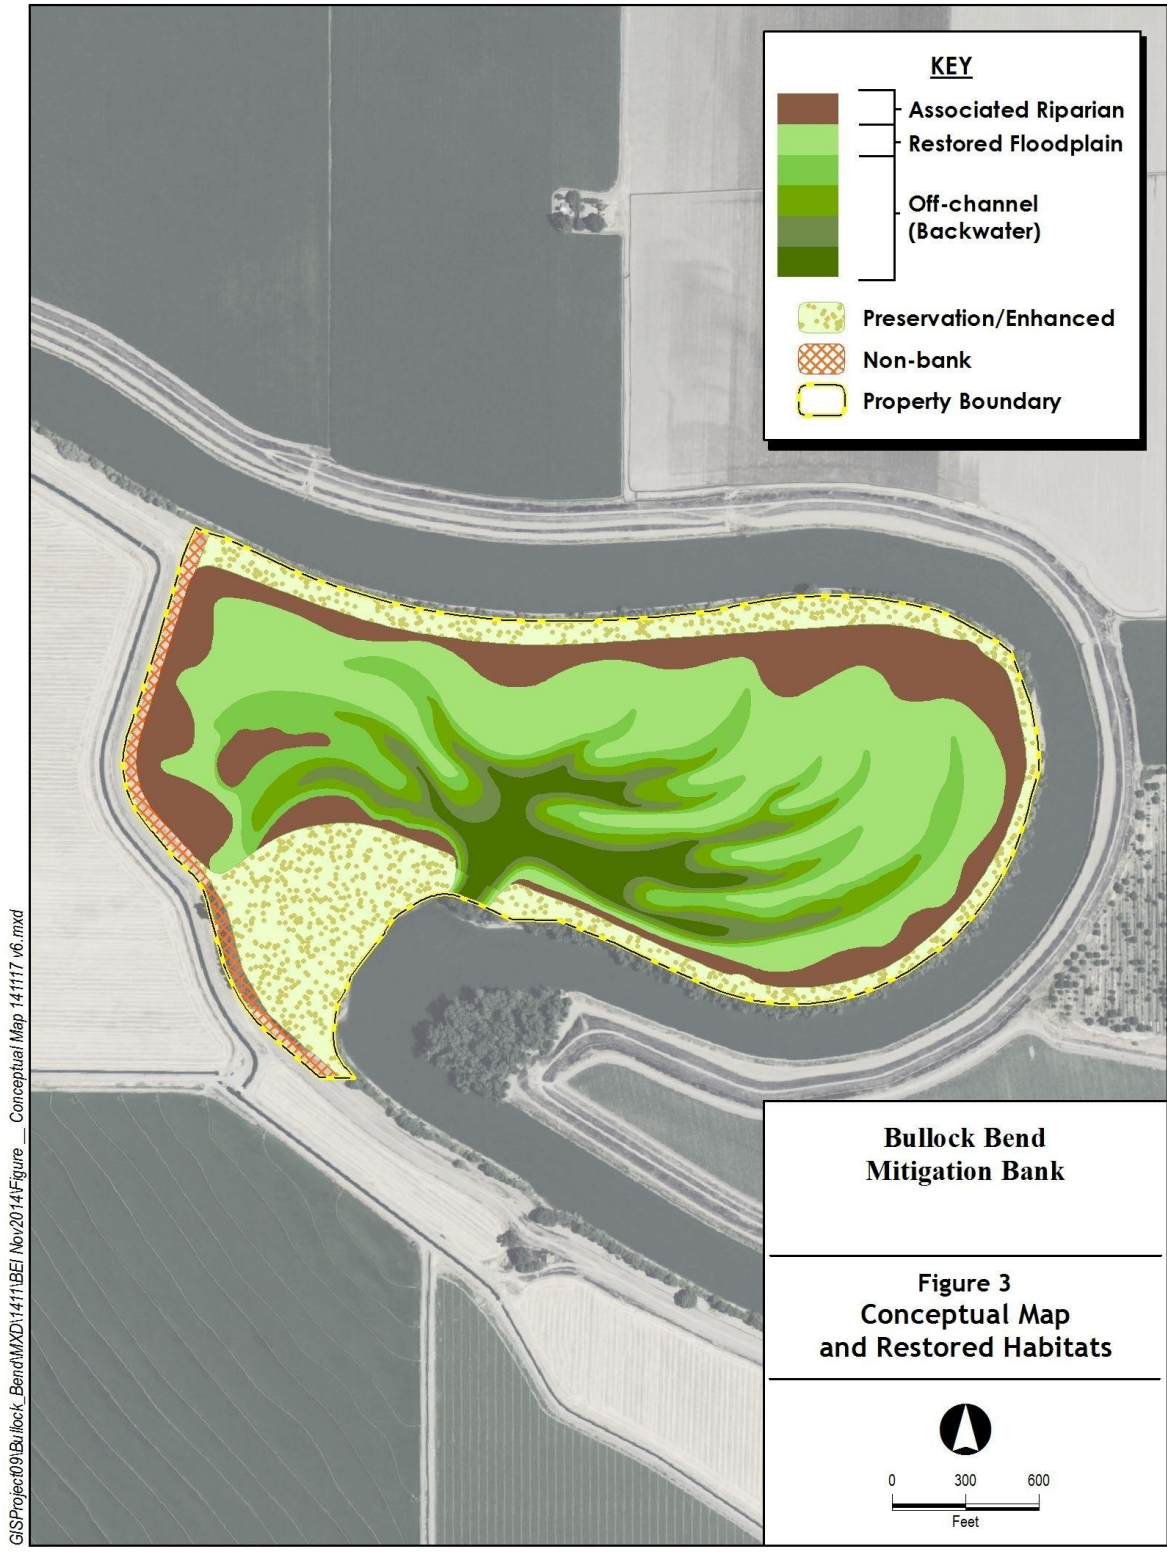 KEY
Associated Riparian
Restored Floodplain
Off-channel
(Backwater)
Preservation/Enhanced
Non-bank
Property Boundary
Bullock Bend
Mitigation Bank
Figure 3
Conceptual Map
and Restored Habitats
0 300 600
Feet
GISProject09\Bullock_Bend\MXD\1411\BEI Nov2014\Figure __ Conceptual Map 141117 v6.mxd